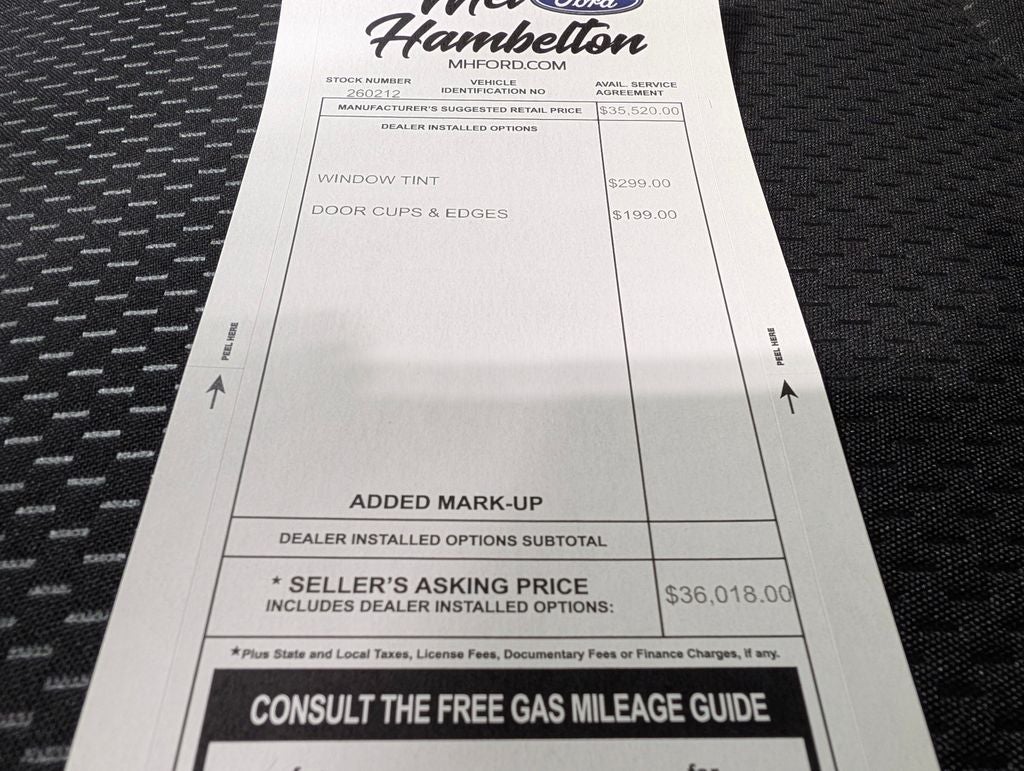 Mel Ford
Hambelton
MHFORD.COM
STOCK NUMBER
260212
VEHICLE
IDENTIFICATION NO
AVAIL. SERVICE
AGREEMENT
MANUFACTURER'S SUGGESTED RETAIL PRICE $35,520.00
DEALER INSTALLED OPTIONS
WINDOW TINT $299.00
DOOR CUPS & EDGES $199.00
PEEL HERE
PEEL HERE
ADDED MARK-UP
DEALER INSTALLED OPTIONS SUBTOTAL
* SELLER'S ASKING PRICE
INCLUDES DEALER INSTALLED OPTIONS:
$36,018.00
*Plus State and Local Taxes, License Fees, Documentary Fees or Finance Charges, if any.
CONSULT THE FREE GAS MILEAGE GUIDE